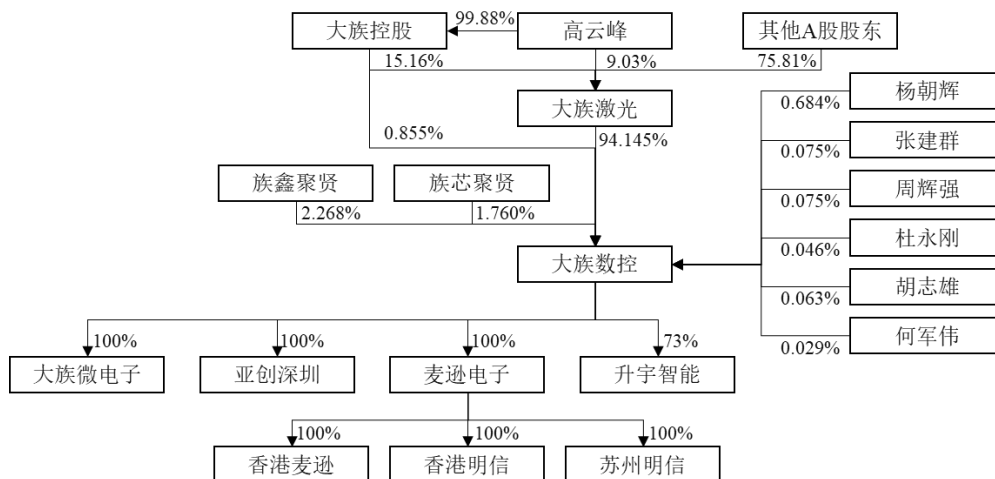 大族控股
99.88%
高云峰
其他A股股东
15.16%
9.03%
75.81%
大族激光
0.855%
94.145%
族鑫聚贤
族芯聚贤
2.268%
1.760%
大族数控
杨朝辉
0.684%
张建群
0.075%
周辉强
0.075%
杜永刚
0.046%
胡志雄
0.063%
何军伟
0.029%
100%
100%
100%
73%
大族微电子
亚创深圳
麦逊电子
升宇智能
100%
100%
100%
香港麦逊
香港明信
苏州明信